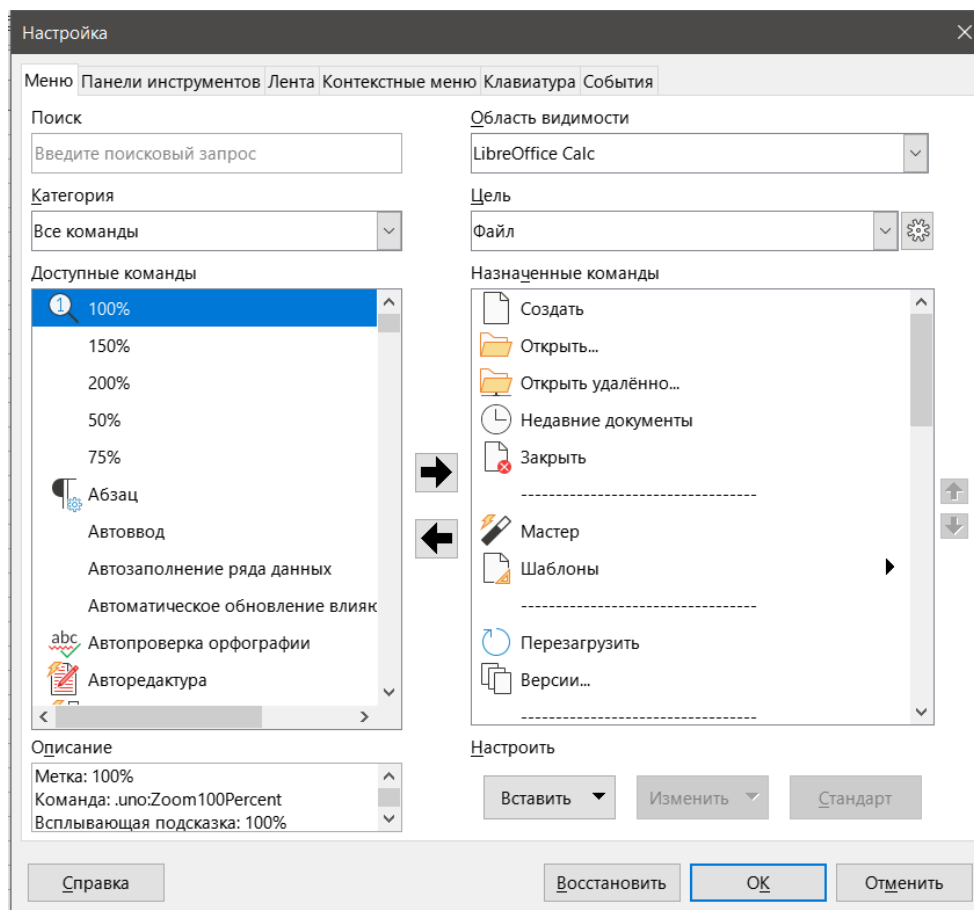 Настройка
Меню Панели инструментов Лента Контекстные меню Клавиатура События
Поиск
Введите поисковый запрос
Категория
Все команды
Доступные команды
100%
150%
200%
50%
75%
Абзац
Автоввод
Автозаполнение ряда данных
Автоматическое обновление влияк
Автопроверка орфографии
Авторедактура
Описание
Метка: 100%
Команда: .uno:Zoom100Percent
Всплывающая подсказка: 100%
Область видимости
LibreOffice Calc
Цель
Файл
Назначенные команды
Создать
Открыть...
Открыть удалённо...
Недавние документы
Закрыть
----------------------------------
Мастер
Шаблоны
----------------------------------
Перезагрузить
Версии...
----------------------------------
Настроить
Вставить Изменить Стандарт
Справка Восстановить ОК Отменить